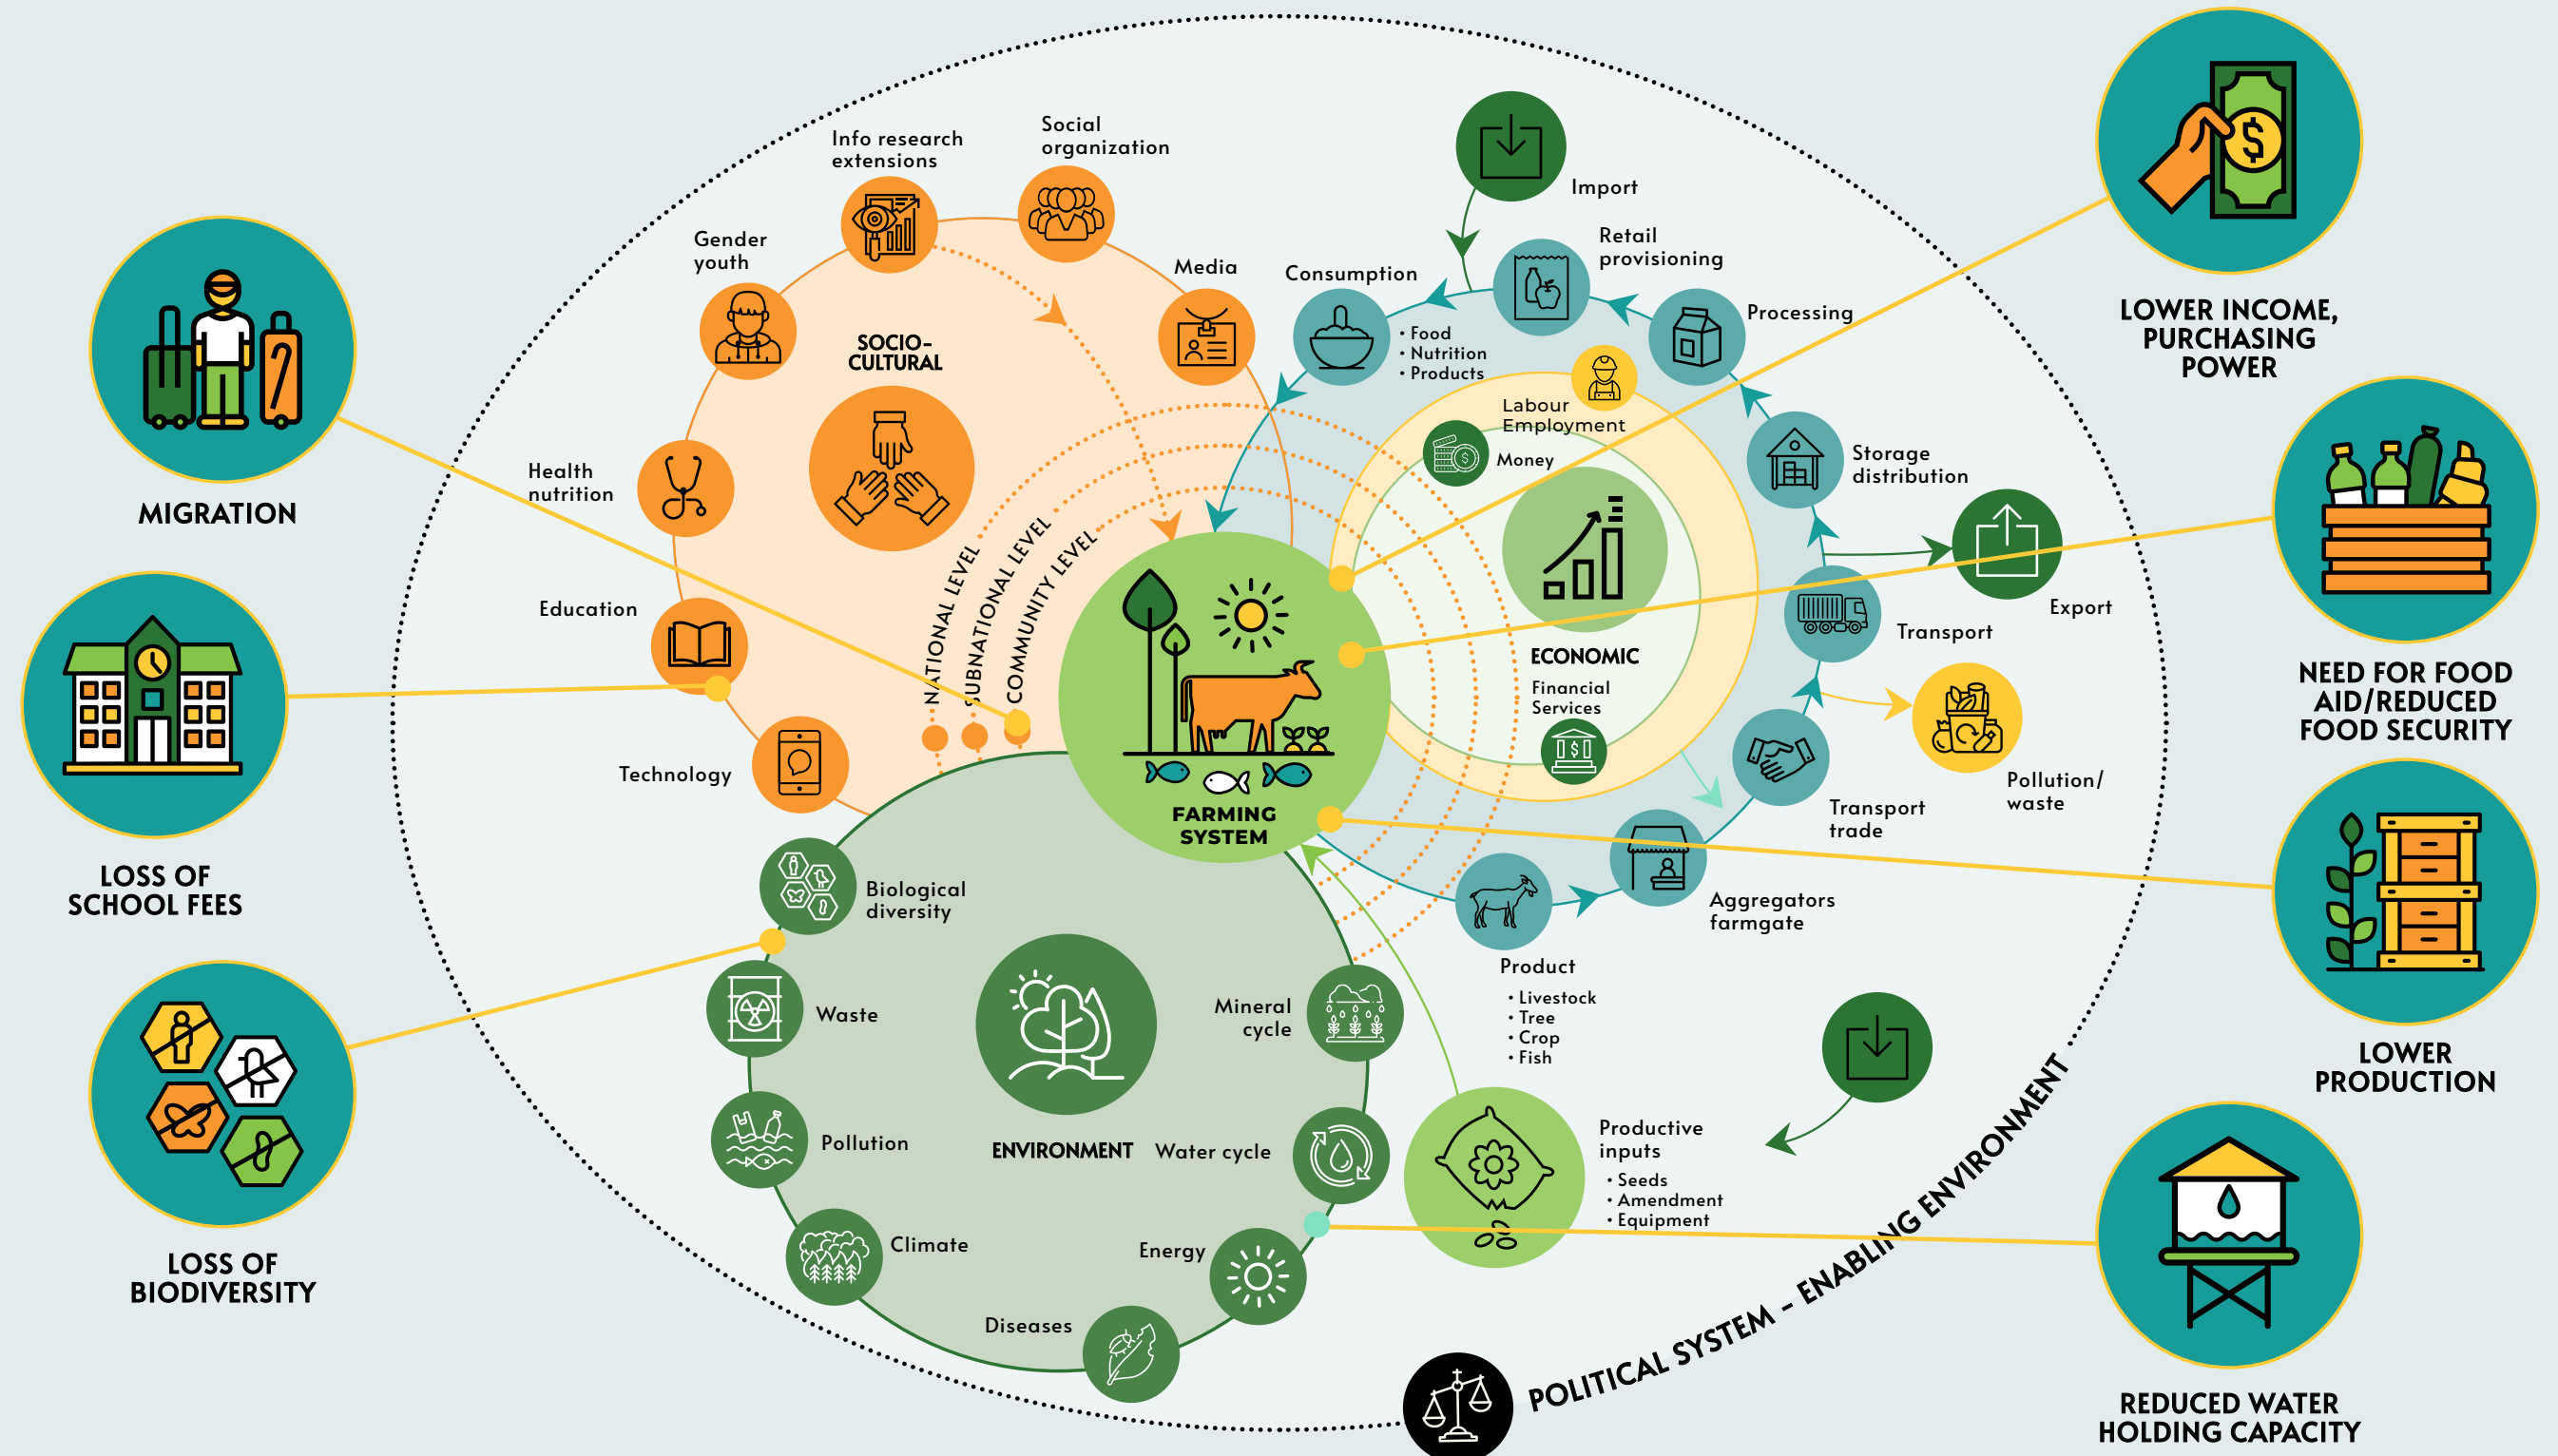 MIGRATION
LOSS OF
SCHOOL FEES
LOSS OF
BIODIVERSITY
Info research
extensions
Social
organization
Gender
youth
Media
SOCIO-
CULTURAL
Health
nutrition
Education
Technology
NATIONAL LEVEL
SUBNATIONAL LEVEL
COMMUNITY LEVEL
Import
Retail
provisioning
Consumption
• Food
• Nutrition
• Products
Processing
Labour
Employment
Money
$
Storage
distribution
Export
Transport
ECONOMIC
Financial
Services
$
Pollution/
waste
Transport
trade
Aggregators
farmgate
Product
• Livestock
• Tree
• Crop
• Fish
FARMING
SYSTEM
Biological
diversity
Waste
Pollution
Climate
Diseases
Energy
Water cycle
Mineral
cycle
ENVIRONMENT
Productive
inputs
• Seeds
• Amendment
• Equipment
POLITICAL SYSTEM - ENABLING ENVIRONMENT
$
LOWER INCOME,
PURCHASING
POWER
NEED FOR FOOD
AID/REDUCED
FOOD SECURITY
LOWER
PRODUCTION
REDUCED WATER
HOLDING CAPACITY